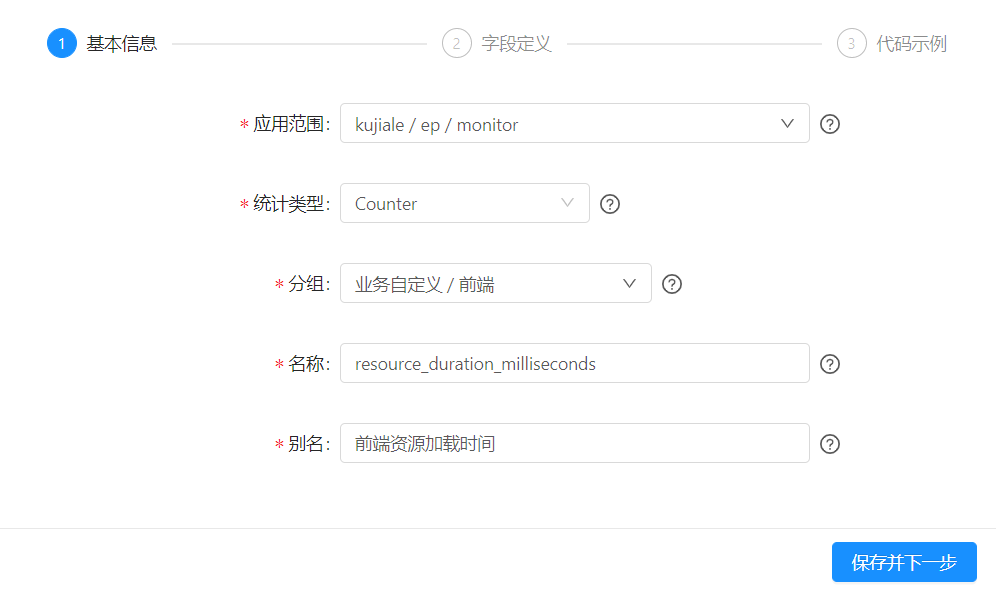 1 基本信息 2 字段定义 3 代码示例
* 应用范围: kujiale / ep / monitor
* 统计类型: Counter
* 分组: 业务自定义 / 前端
* 名称: resource_duration_milliseconds
* 别名: 前端资源加载时间
保存并下一步